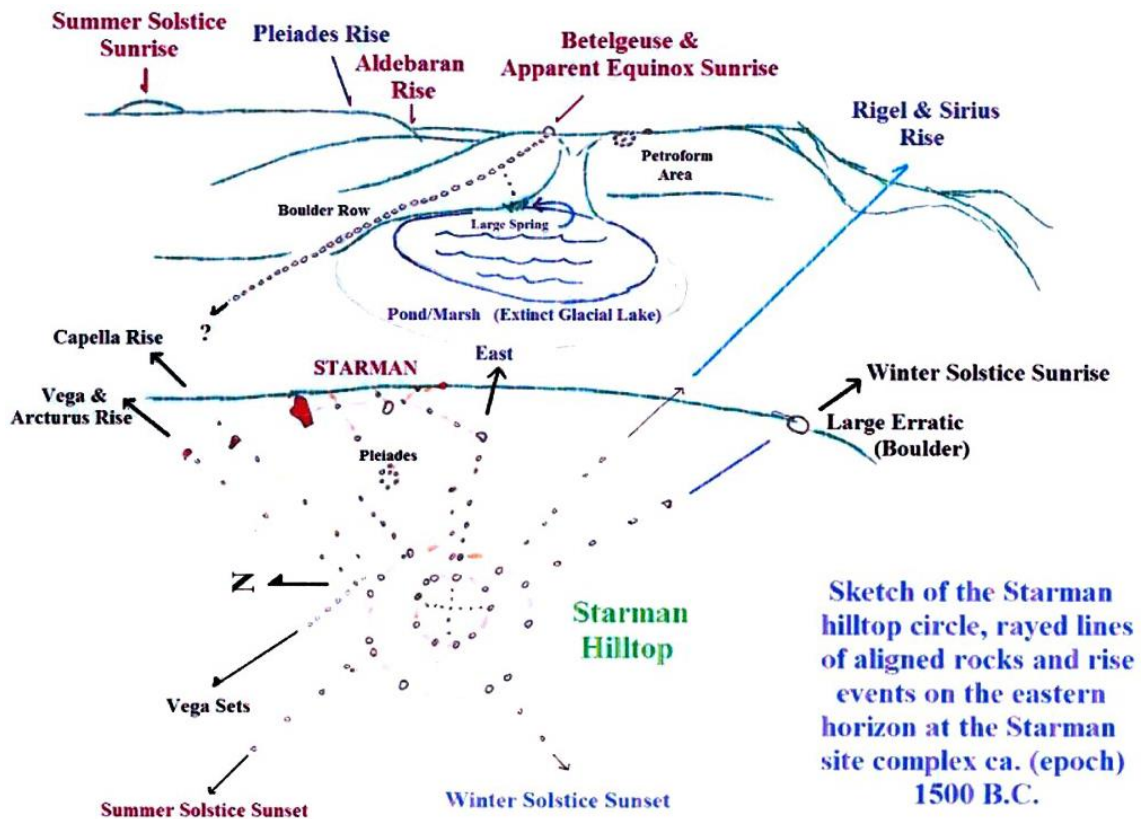 Summer Solstice
Sunrise
Pleiades Rise
Aldebaran
Rise
Betelgeuse &
Apparent Equinox Sunrise
Rigel & Sirius
Rise
Petroform
Area
Boulder Row
Large Spring
Pond/Marsh (Extinct Glacial Lake)
?
Capella Rise
STARMAN
East
Vega &
Arcturus Rise
Winter Solstice Sunrise
Large Erratic
(Boulder)
Pleiades
N
Starman
Hilltop
Vega Sets
Summer Solstice Sunset
Winter Solstice Sunset
Sketch of the Starman
hilltop circle, rayed lines
of aligned rocks and rise
events on the eastern
horizon at the Starman
site complex ca. (epoch)
1500 B.C.